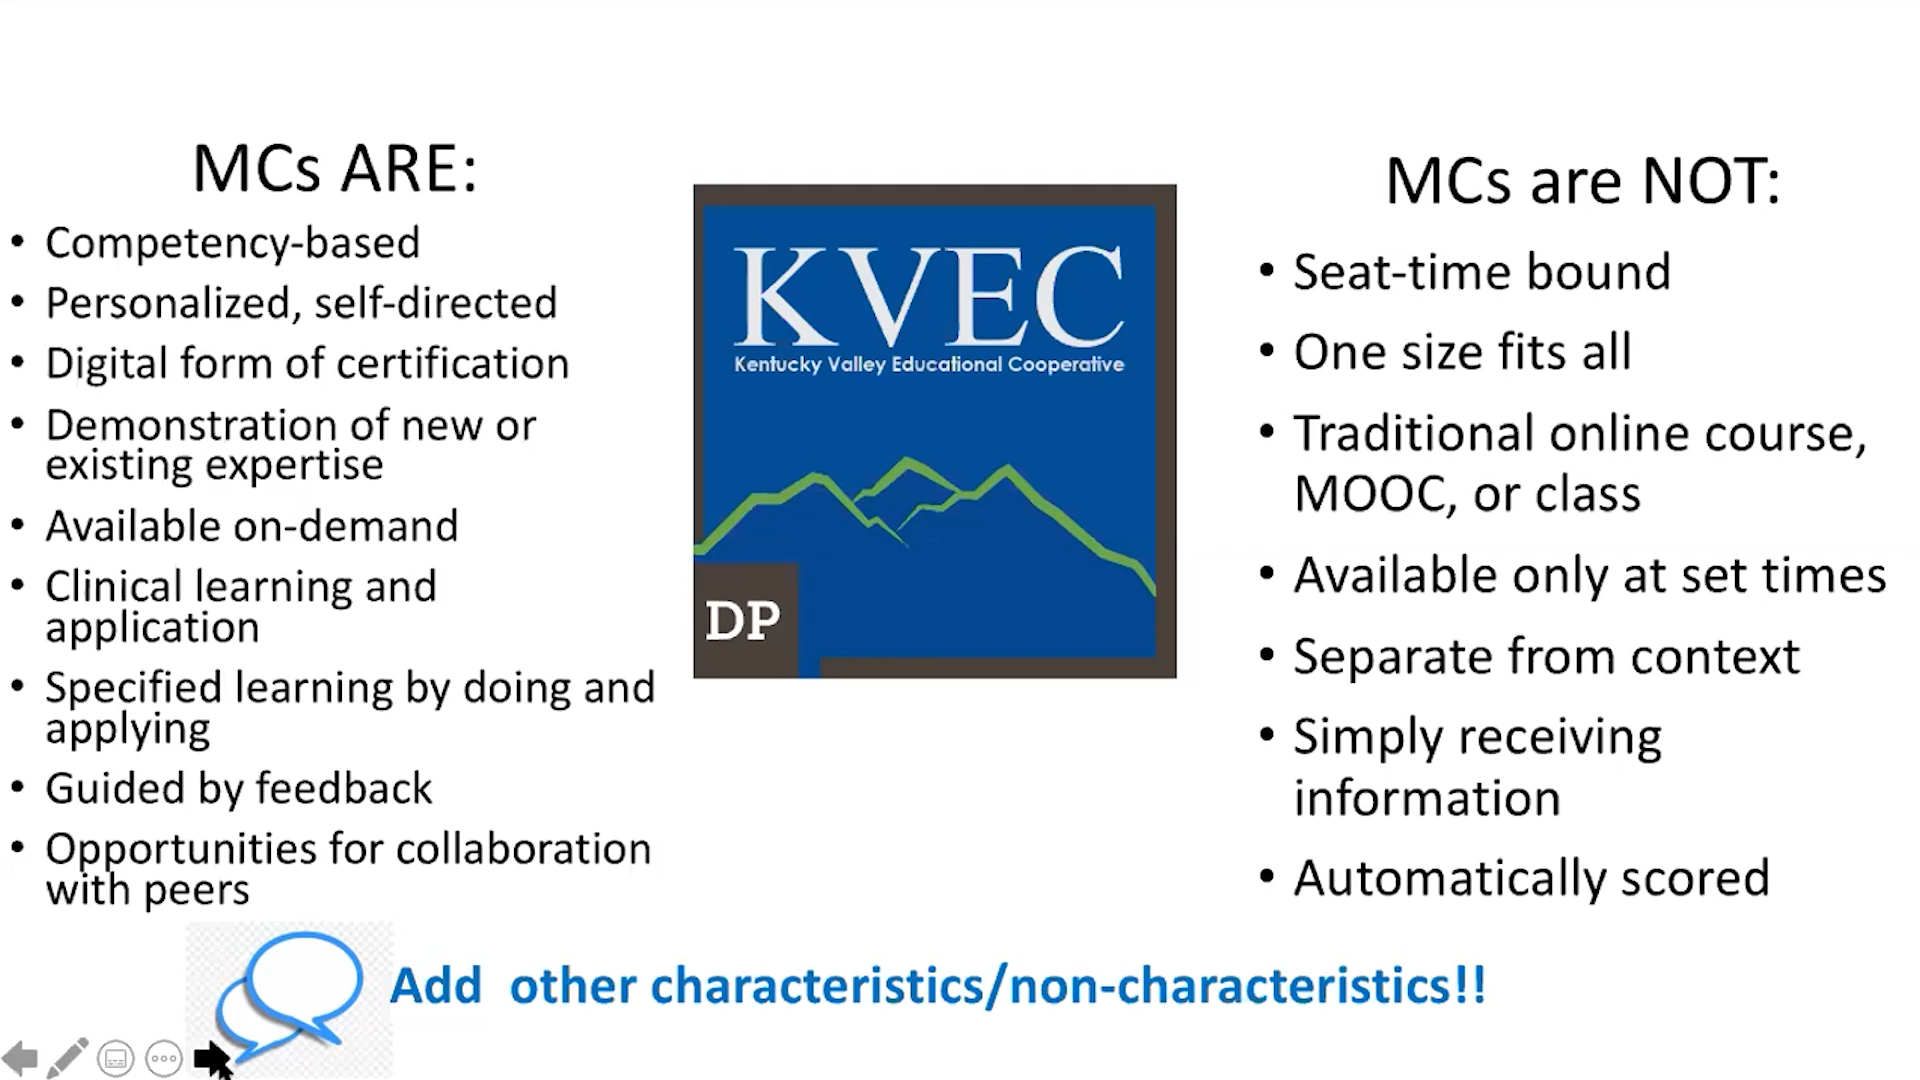 MCs ARE:
• Competency-based
• Personalized, self-directed
• Digital form of certification
• Demonstration of new or
existing expertise
• Available on-demand
• Clinical learning and
application
• Specified learning by doing and
applying
• Guided by feedback
• Opportunities for collaboration
with peers
KVEC
Kentucky Valley Educational Cooperative
DP
MCs are NOT:
• Seat-time bound
• One size fits all
• Traditional online course,
MOOC, or class
• Available only at set times
• Separate from context
• Simply receiving
information
• Automatically scored
Add other characteristics/non-characteristics!!